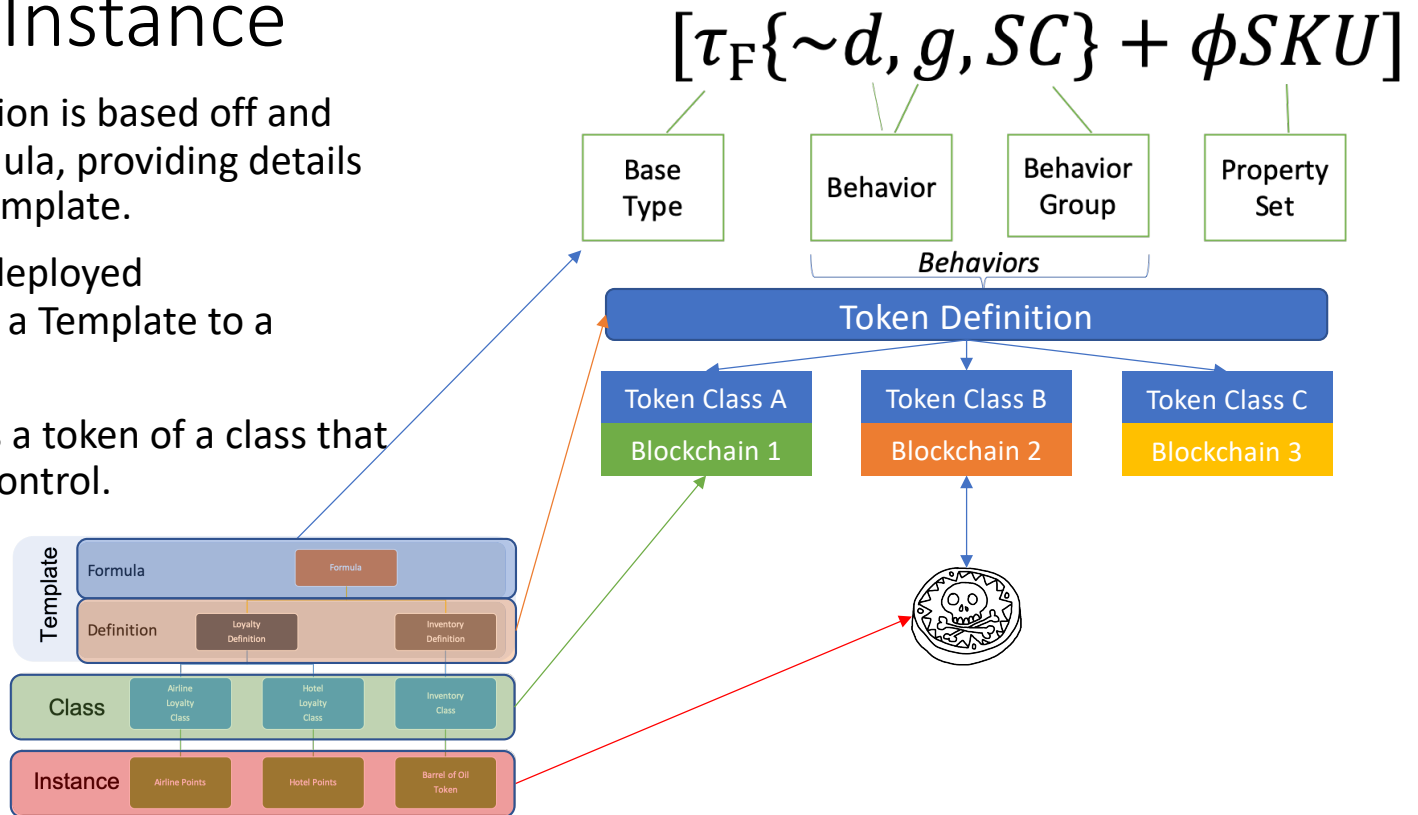 Instance
ion is based off and
nula, providing details
emplate.
deployed
a Template to a
s a token of a class that
control.
[τF{~d, g, SC} + ϕSKU]
Base
Type
Behavior
Behavior
Group
Property
Set
Behaviors
Token Definition
Token Class A
Blockchain 1
Token Class B
Blockchain 2
Token Class C
Blockchain 3
Template
Formula
Formula
Definition
Loyalty
Definition
Inventory
Definition
Class
Airline
Loyalty
Class
Hotel
Loyalty
Class
Inventory
Class
Instance
Airline Points
Hotel Points
Barrel of Oil
Token